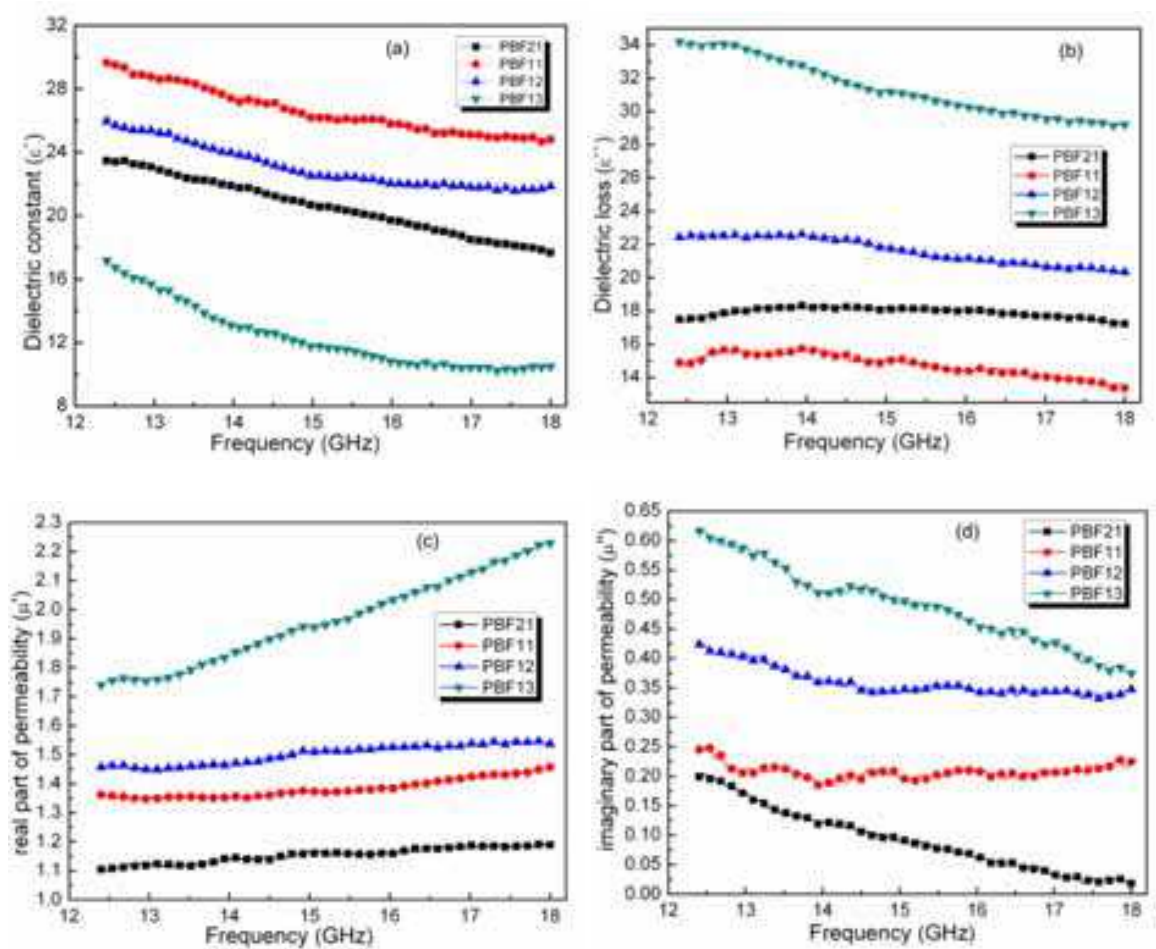 (a)
PBF21
PBF11
PBF12
PBF13
32
28
24
20
16
12
8
12 13 14 15 16 17 18
Dielectric constant (ε')
Frequency (GHz)
(b)
PBF21
PBF11
PBF12
PBF13
34
32
30
28
26
24
22
20
18
16
14
12 13 14 15 16 17 18
Dielectric loss (ε'')
Frequency (GHz)
(c)
PBF21
PBF11
PBF12
PBF13
2.3
2.2
2.1
2.0
1.9
1.8
1.7
1.6
1.5
1.4
1.3
1.2
1.1
1.0
12 13 14 15 16 17 18
real part of permeability (μ')
Frequency (GHz)
(d)
PBF21
PBF11
PBF12
PBF13
0.65
0.60
0.55
0.50
0.45
0.40
0.35
0.30
0.25
0.20
0.15
0.10
0.05
0.00
12 13 14 15 16 17 18
imaginary part of permeability (μ'')
Frequency (GHz)